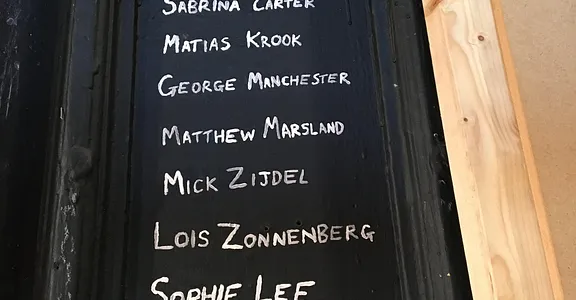 SABRINA CARTER
MATIAS KROOK
GEORGE MANCHESTER
MATTHEW MARSLAND
MICK ZIJDEL
LOIS ZONNENBERG
SOPHIE LEE